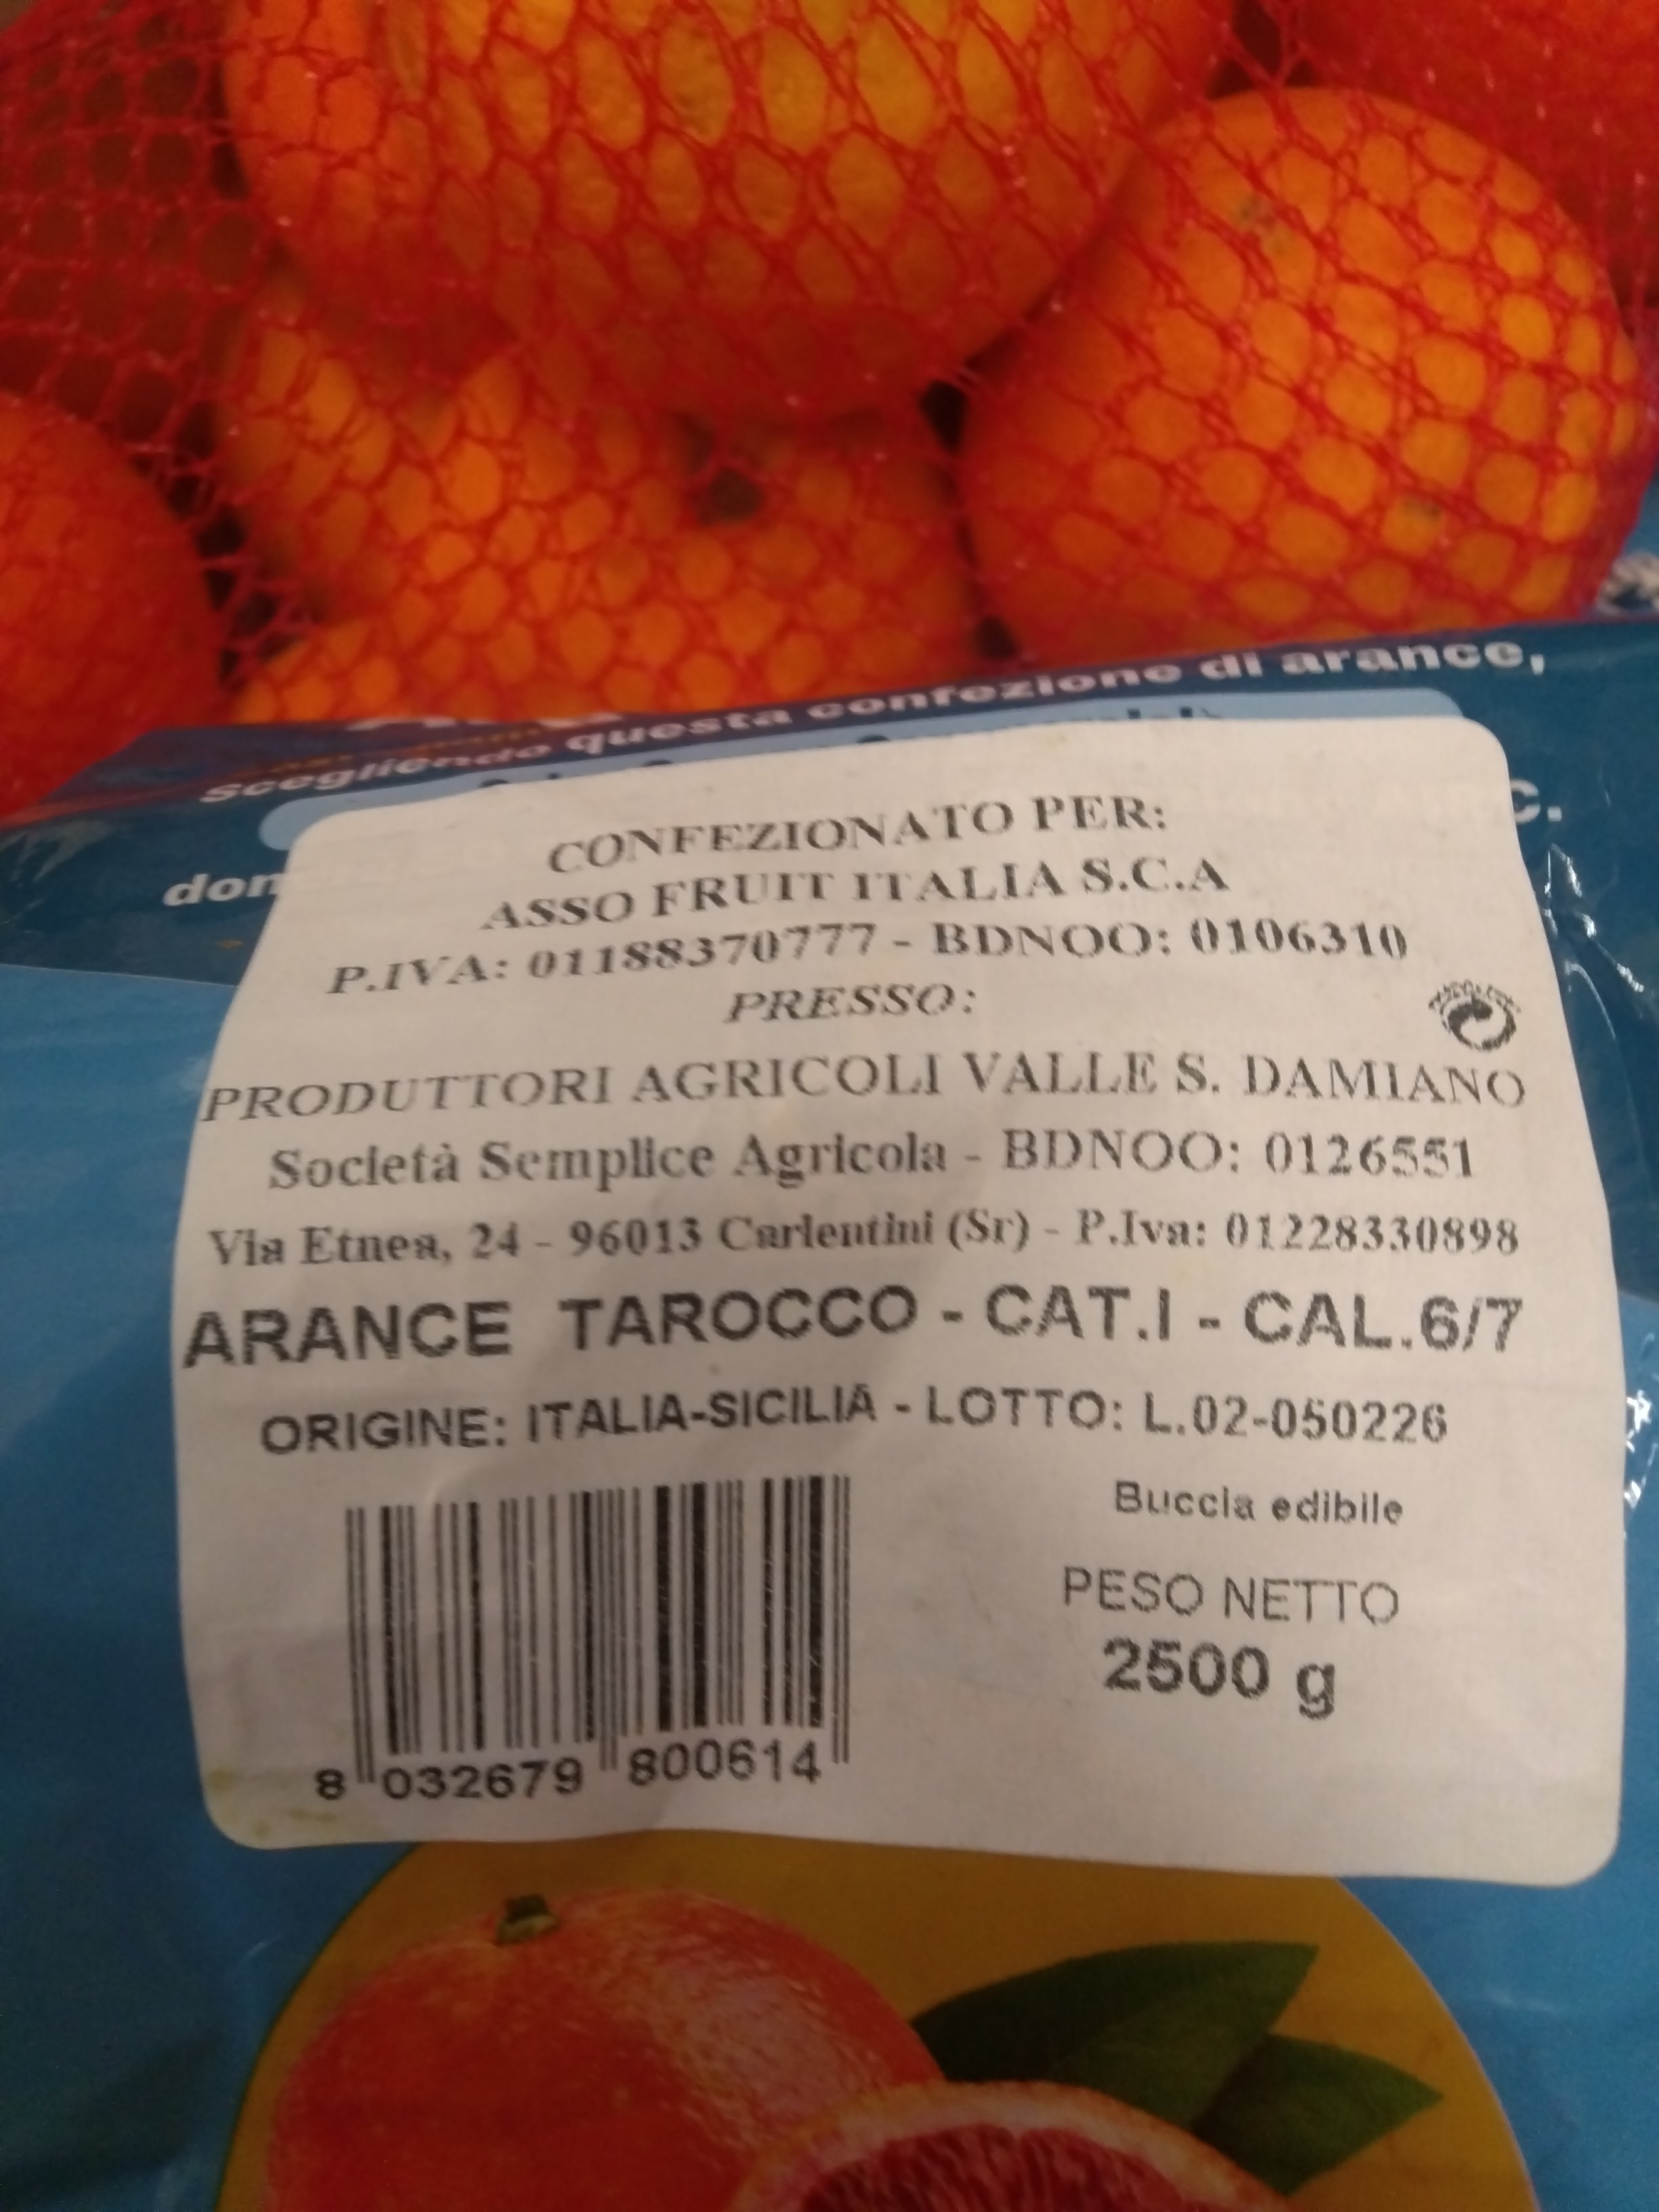 Scegliendo questa confezione di arance,
CONFEZIONATO PER:
ASSO FRUIT ITALIA S.C.A
P.IVA: 01188370777 - BDNOO: 0106310
PRESSO:
PRODUTTORI AGRICOLI VALLE S. DAMIANO
Società Semplice Agricola - BDNOO: 0126551
Via Etnea, 24 - 96013 Carlentini (Sr) - P.Iva: 01228330898
ARANCE TAROCCO - CAT.I - CAL.6/7
ORIGINE: ITALIA-SICILIA - LOTTO: L.02-050226
Buccia edibile
PESO NETTO
2500 g
8 032679 800614